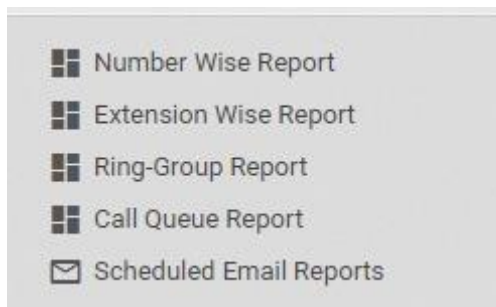 Number Wise Report
Extension Wise Report
Ring-Group Report
Call Queue Report
Scheduled Email Reports